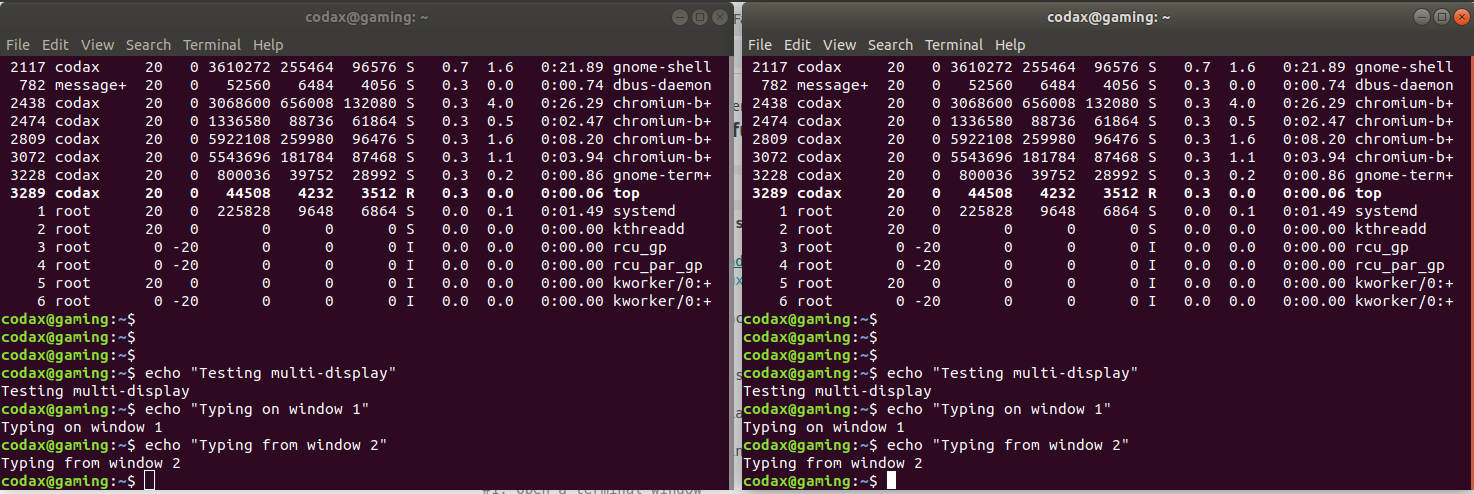 codax@gaming: ~
File Edit View Search Terminal Help
2117 codax 20 0 3610272 255464 96576 S 0.7 1.6 0:21.89 gnome-shell
782 message+ 20 0 52560 6484 4056 S 0.3 0.0 0:00.74 dbus-daemon
2438 codax 20 0 3068600 656008 132080 S 0.3 4.0 0:26.29 chromium-b+
2474 codax 20 0 1336580 88736 61864 S 0.3 0.5 0:02.47 chromium-b+
2809 codax 20 0 5922108 259980 96476 S 0.3 1.6 0:08.20 chromium-b+
3072 codax 20 0 5543696 181784 87468 S 0.3 1.1 0:03.94 chromium-b+
3228 codax 20 0 800036 39752 28992 S 0.3 0.2 0:00.86 gnome-term+
3289 codax 20 0 44508 4232 3512 R 0.3 0.0 0:00.06 top
1 root 20 0 225828 9648 6864 S 0.0 0.1 0:01.49 systemd
2 root 20 0 0 0 0 S 0.0 0.0 0:00.00 kthreadd
3 root 0 -20 0 0 0 I 0.0 0.0 0:00.00 rcu_gp
4 root 0 -20 0 0 0 I 0.0 0.0 0:00.00 rcu_par_gp
5 root 20 0 0 0 0 I 0.0 0.0 0:00.00 kworker/0:+
6 root 0 -20 0 0 0 I 0.0 0.0 0:00.00 kworker/0:+
codax@gaming:~$
codax@gaming:~$
codax@gaming:~$
codax@gaming:~$ echo "Testing multi-display"
Testing multi-display
codax@gaming:~$ echo "Typing on window 1"
Typing on window 1
codax@gaming:~$ echo "Typing from window 2"
Typing from window 2
codax@gaming:~$
codax@gaming: ~
File Edit View Search Terminal Help
2117 codax 20 0 3610272 255464 96576 S 0.7 1.6 0:21.89 gnome-shell
782 message+ 20 0 52560 6484 4056 S 0.3 0.0 0:00.74 dbus-daemon
2438 codax 20 0 3068600 656008 132080 S 0.3 4.0 0:26.29 chromium-b+
2474 codax 20 0 1336580 88736 61864 S 0.3 0.5 0:02.47 chromium-b+
2809 codax 20 0 5922108 259980 96476 S 0.3 1.6 0:08.20 chromium-b+
3072 codax 20 0 5543696 181784 87468 S 0.3 1.1 0:03.94 chromium-b+
3228 codax 20 0 800036 39752 28992 S 0.3 0.2 0:00.86 gnome-term+
3289 codax 20 0 44508 4232 3512 R 0.3 0.0 0:00.06 top
1 root 20 0 225828 9648 6864 S 0.0 0.1 0:01.49 systemd
2 root 20 0 0 0 0 S 0.0 0.0 0:00.00 kthreadd
3 root 0 -20 0 0 0 I 0.0 0.0 0:00.00 rcu_gp
4 root 0 -20 0 0 0 I 0.0 0.0 0:00.00 rcu_par_gp
5 root 20 0 0 0 0 I 0.0 0.0 0:00.00 kworker/0:+
6 root 0 -20 0 0 0 I 0.0 0.0 0:00.00 kworker/0:+
codax@gaming:~$
codax@gaming:~$
codax@gaming:~$
codax@gaming:~$ echo "Testing multi-display"
Testing multi-display
codax@gaming:~$ echo "Typing on window 1"
Typing on window 1
codax@gaming:~$ echo "Typing from window 2"
Typing from window 2
codax@gaming:~$